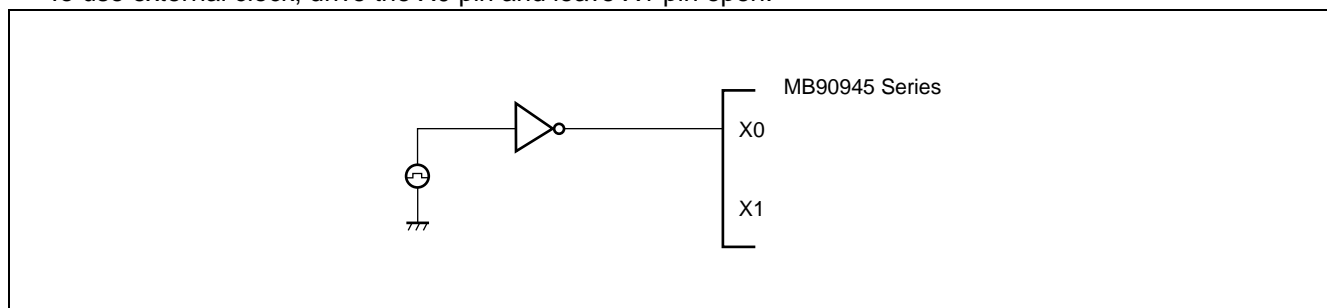 To use external clock, drive the X0 pin and leave X1 pin open.
MB90945 Series
X0
X1